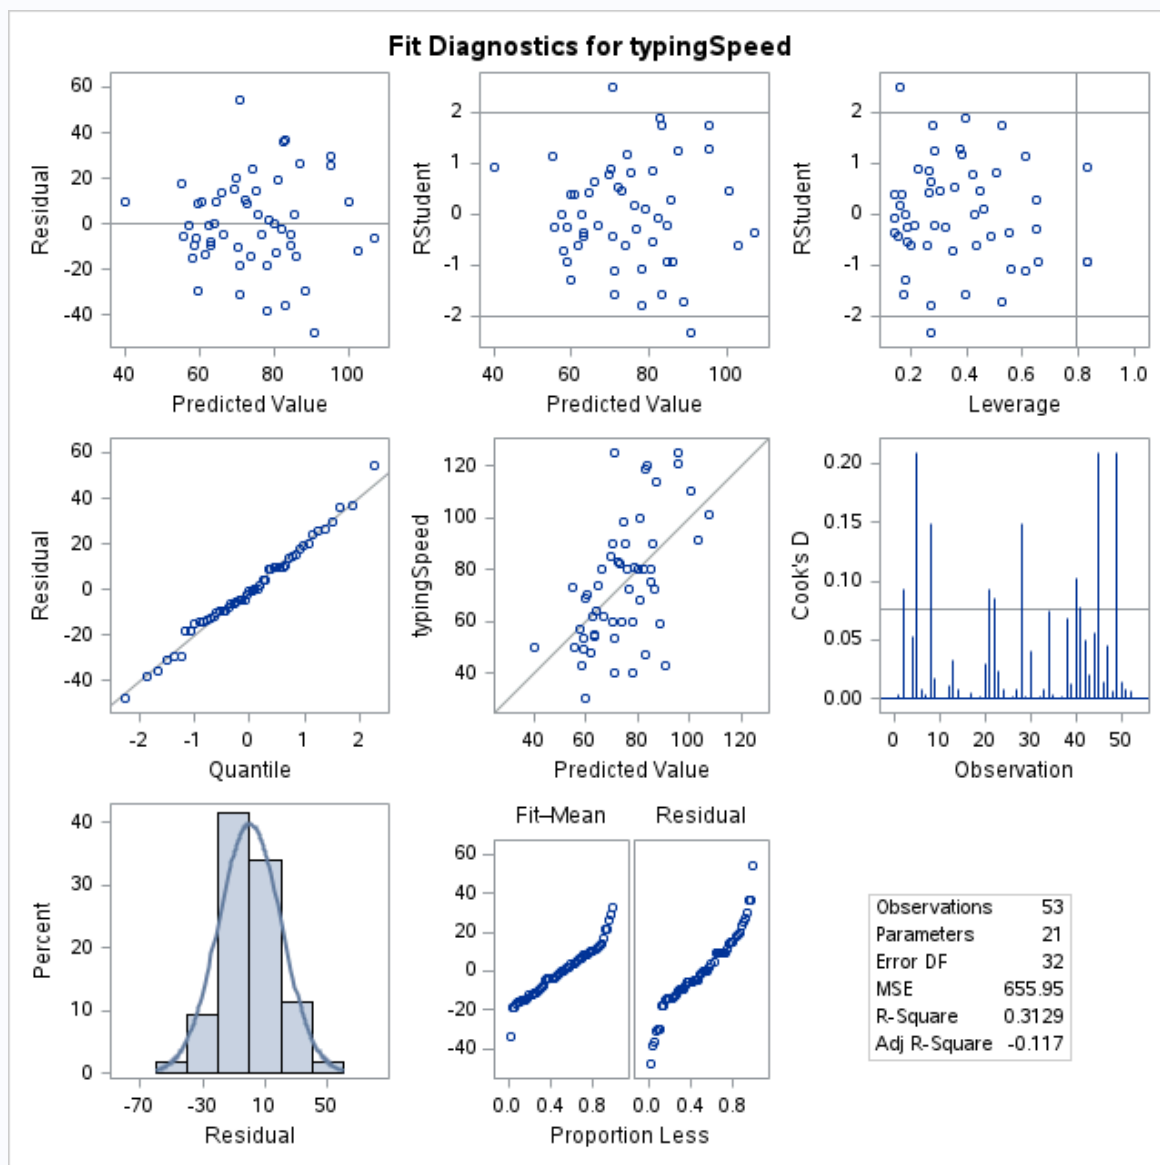 Fit Diagnostics for typingSpeed
60
40
20
0
-20
-40
Residual
40 60 80 100
Predicted Value
2
1
0
-1
-2
RStudent
40 60 80 100
Predicted Value
2
1
0
-1
-2
RStudent
0.2 0.4 0.6 0.8 1.0
Leverage
60
40
20
0
-20
-40
Residual
-2 -1 0 1 2
Quantile
120
100
80
60
40
typingSpeed
40 60 80 100 120
Predicted Value
0.20
0.15
0.10
0.05
0.00
Cook's D
0 10 20 30 40 50
Observation
40
30
20
10
0
Percent
-70 -30 10 50
Residual
Fit–Mean Residual
60
40
20
0
-20
-40
0.0 0.4 0.8 0.0 0.4 0.8
Proportion Less
Observations 53
Parameters 21
Error DF 32
MSE 655.95
R-Square 0.3129
Adj R-Square -0.117